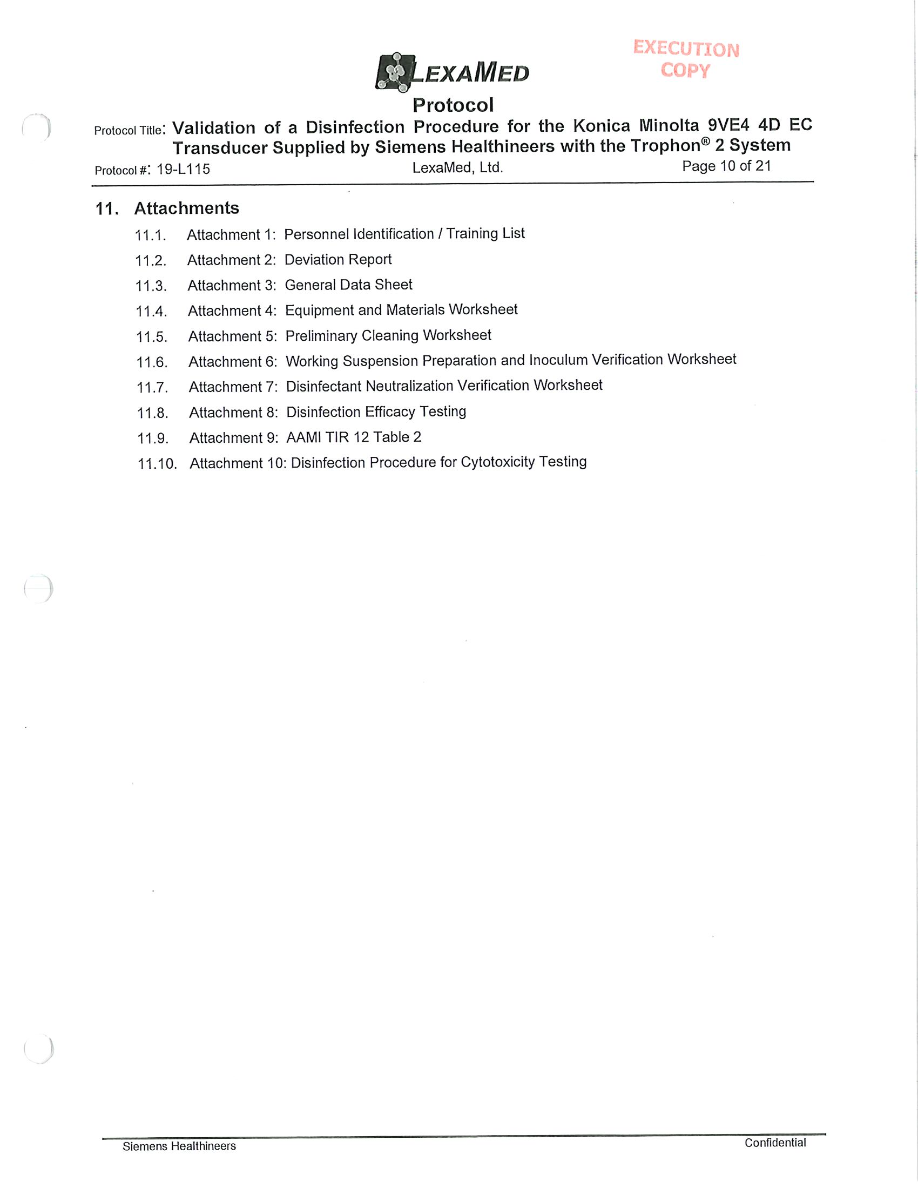 EXECUTION
COPY
LEXAMED
Protocol
Protocol Title: Validation of a Disinfection Procedure for the Konica Minolta 9VE4 4D EC
Transducer Supplied by Siemens Healthineers with the Trophon® 2 System
Protocol #: 19-L115 LexaMed, Ltd. Page 10 of 21
11. Attachments
11.1. Attachment 1: Personnel Identification / Training List
11.2. Attachment 2: Deviation Report
11.3. Attachment 3: General Data Sheet
11.4. Attachment 4: Equipment and Materials Worksheet
11.5. Attachment 5: Preliminary Cleaning Worksheet
11.6. Attachment 6: Working Suspension Preparation and Inoculum Verification Worksheet
11.7. Attachment 7: Disinfectant Neutralization Verification Worksheet
11.8. Attachment 8: Disinfection Efficacy Testing
11.9. Attachment 9: AAMI TIR 12 Table 2
11.10. Attachment 10: Disinfection Procedure for Cytotoxicity Testing
Siemens Healthineers Confidential